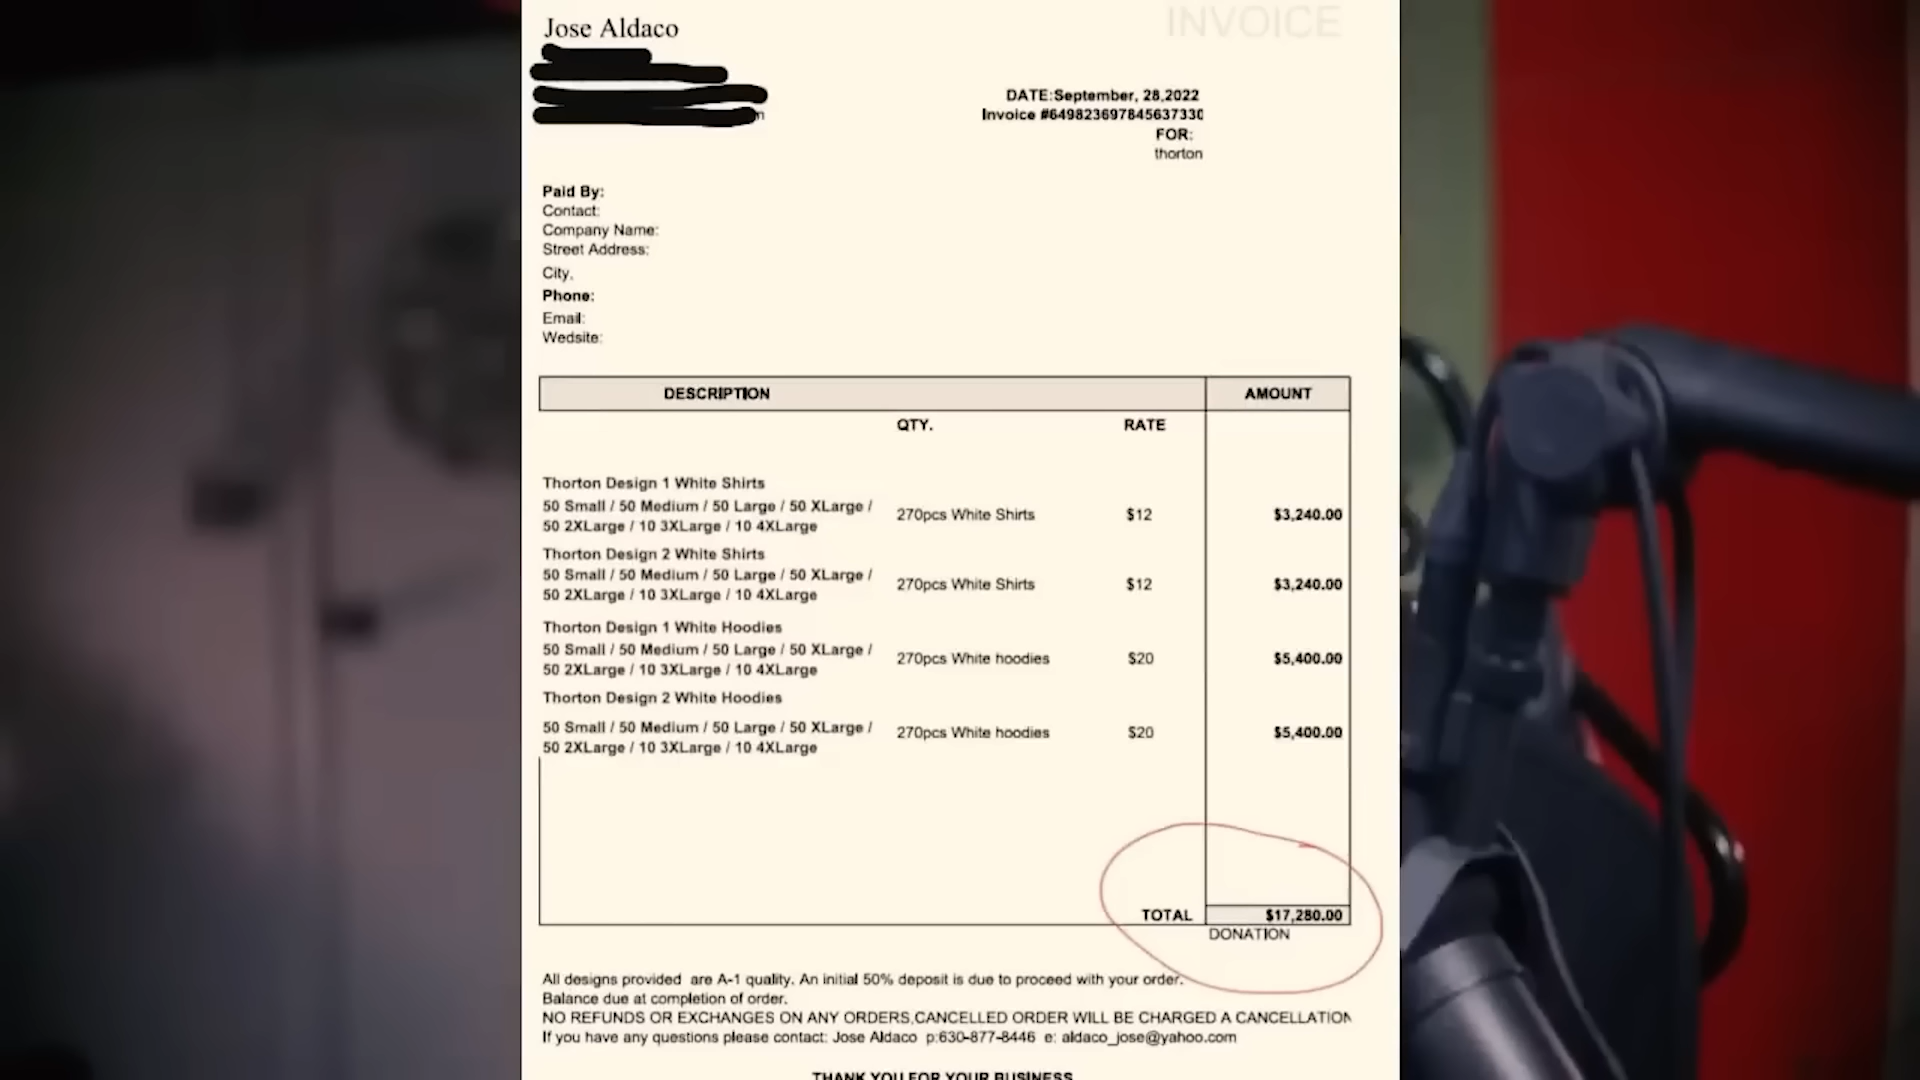 Jose Aldaco
INVOICE
DATE:September, 28,2022
Invoice #649823697845637330
FOR:
thorton
Paid By:
Contact:
Company Name:
Street Address:
City,
Phone:
Email:
Wedsite:
DESCRIPTION AMOUNT
QTY. RATE
Thorton Design 1 White Shirts
50 Small / 50 Medium / 50 Large / 50 XLarge /
50 2XLarge / 10 3XLarge / 10 4XLarge
270pcs White Shirts $12 $3,240.00
Thorton Design 2 White Shirts
50 Small / 50 Medium / 50 Large / 50 XLarge /
50 2XLarge / 10 3XLarge / 10 4XLarge
270pcs White Shirts $12 $3,240.00
Thorton Design 1 White Hoodies
50 Small / 50 Medium / 50 Large / 50 XLarge /
50 2XLarge / 10 3XLarge / 10 4XLarge
270pcs White hoodies $20 $5,400.00
Thorton Design 2 White Hoodies
50 Small / 50 Medium / 50 Large / 50 XLarge /
50 2XLarge / 10 3XLarge / 10 4XLarge
270pcs White hoodies $20 $5,400.00
TOTAL $17,280.00
DONATION
All designs provided are A-1 quality. An initial 50% deposit is due to proceed with your order.
Balance due at completion of order.
NO REFUNDS OR EXCHANGES ON ANY ORDERS,CANCELLED ORDER WILL BE CHARGED A CANCELLATION
If you have any questions please contact: Jose Aldaco p:630-877-8446 e: aldaco_jose@yahoo.com
THANK YOU FOR YOUR BUSINESS